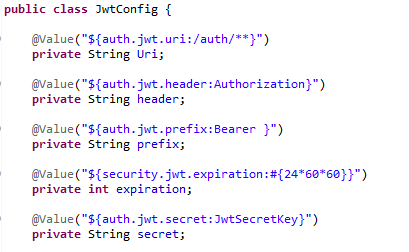 public class JwtConfig {
@Value("${auth.jwt.uri:/auth/**}")
private String Uri;
@Value("${auth.jwt.header:Authorization}")
private String header;
@Value("${auth.jwt.prefix:Bearer }")
private String prefix;
@Value("${security.jwt.expiration:#{24*60*60}}")
private int expiration;
@Value("${auth.jwt.secret:JwtSecretKey}")
private String secret;